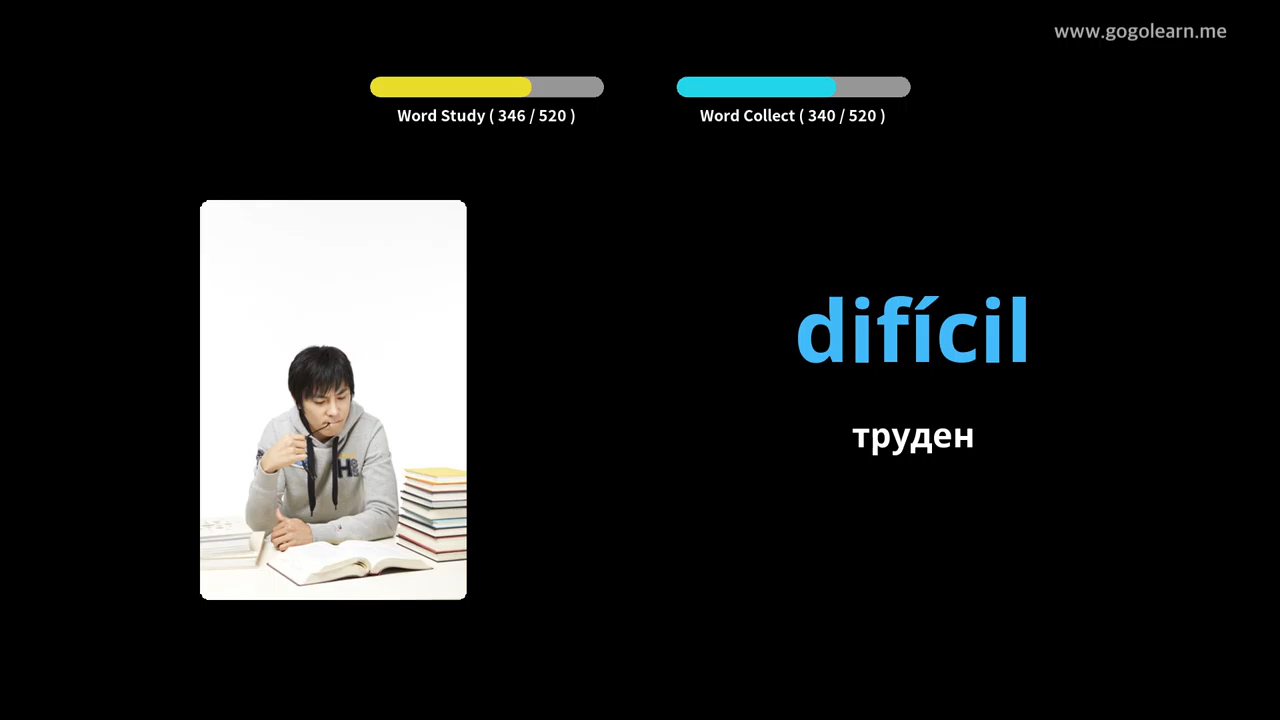 www.gogolearn.me
Word Study ( 346 / 520 )
Word Collect ( 340 / 520 )
difícil
труден
H